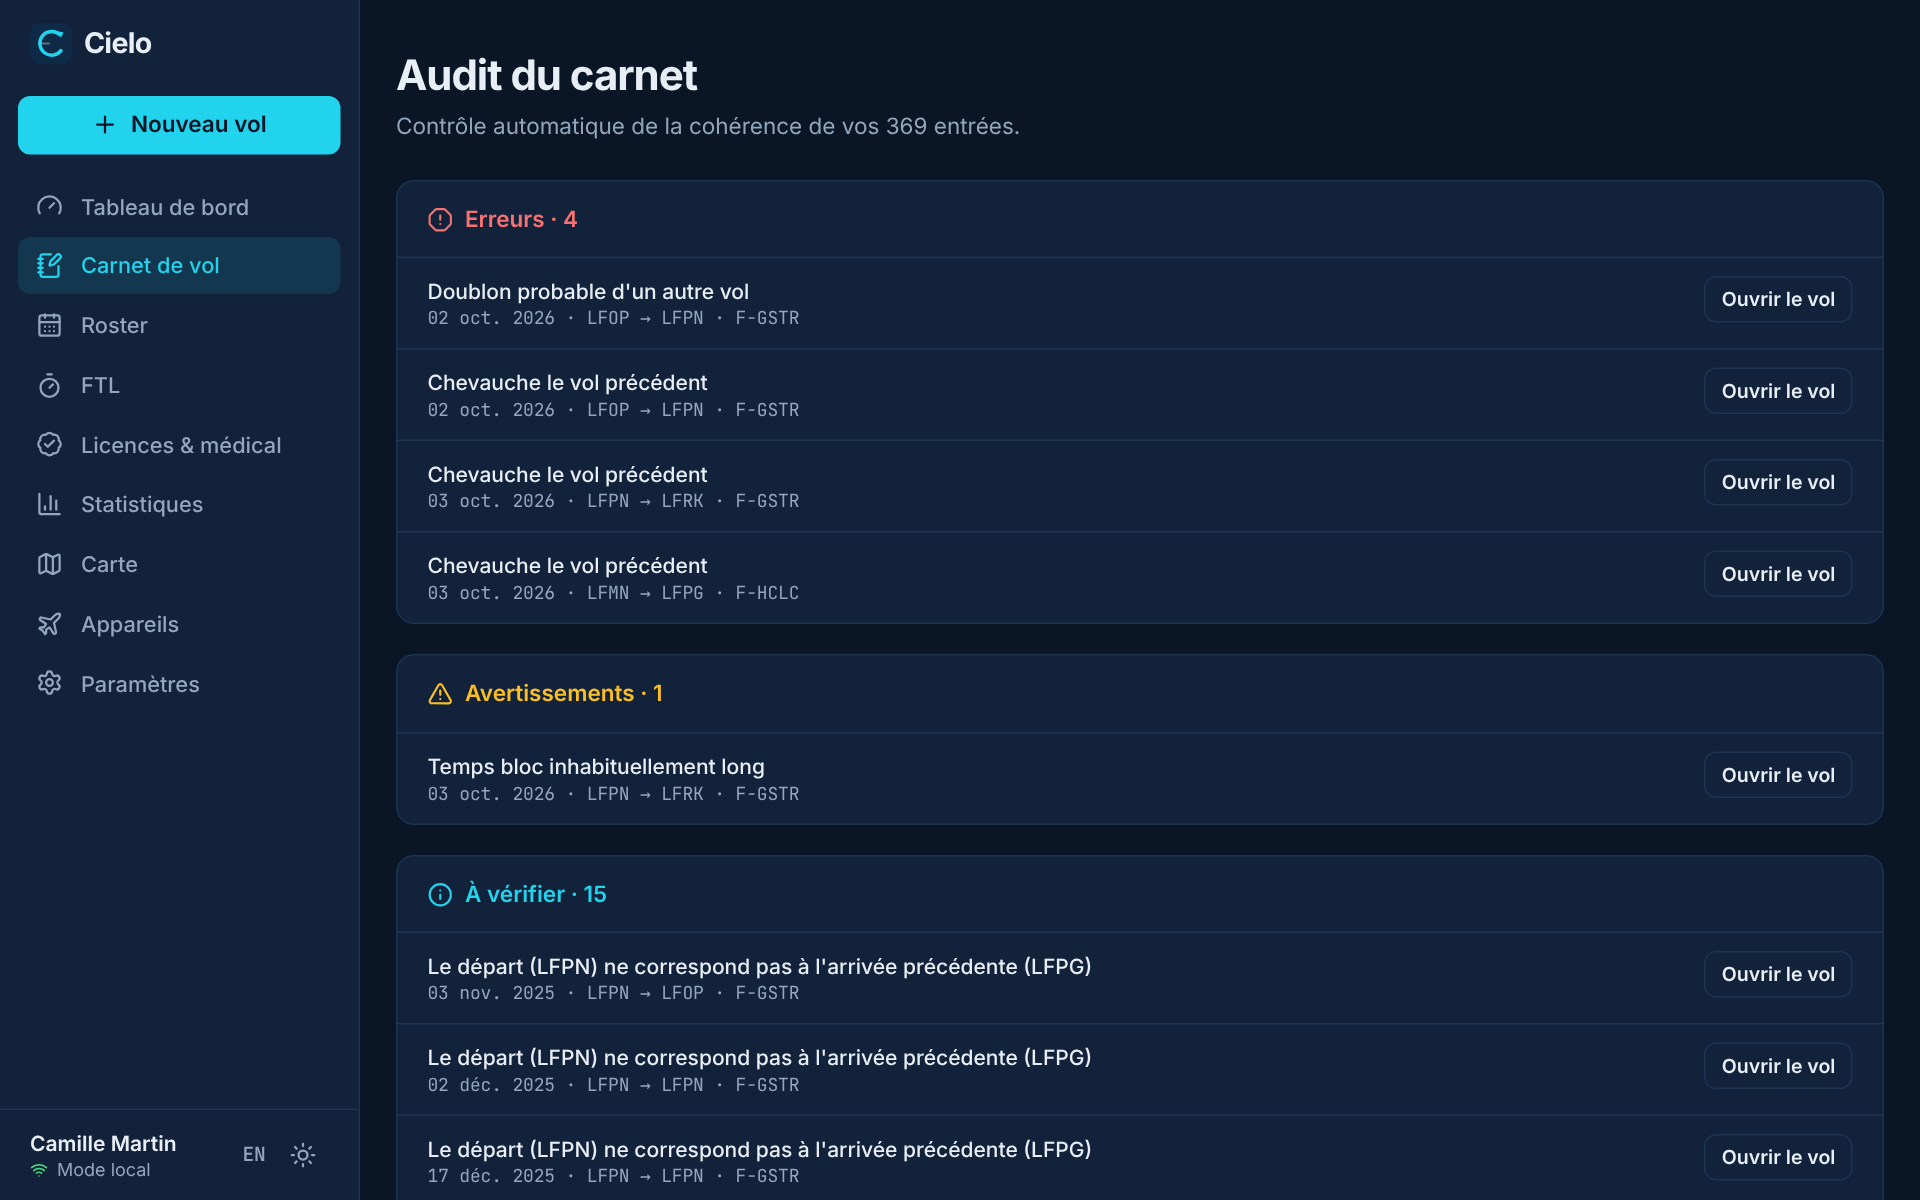 Cielo
Nouveau vol
Tableau de bord
Carnet de vol
Roster
FTL
Licences & médical
Statistiques
Carte
Appareils
Paramètres
Camille Martin
Mode local
EN
Audit du carnet
Contrôle automatique de la cohérence de vos 369 entrées.
Erreurs · 4
Doublon probable d'un autre vol
02 oct. 2026 · LFOP → LFPN · F-GSTR
Ouvrir le vol
Chevauche le vol précédent
02 oct. 2026 · LFOP → LFPN · F-GSTR
Ouvrir le vol
Chevauche le vol précédent
03 oct. 2026 · LFPN → LFRK · F-GSTR
Ouvrir le vol
Chevauche le vol précédent
03 oct. 2026 · LFMN → LFPG · F-HCLC
Ouvrir le vol
Avertissements · 1
Temps bloc inhabituellement long
03 oct. 2026 · LFPN → LFRK · F-GSTR
Ouvrir le vol
À vérifier · 15
Le départ (LFPN) ne correspond pas à l'arrivée précédente (LFPG)
03 nov. 2025 · LFPN → LFOP · F-GSTR
Ouvrir le vol
Le départ (LFPN) ne correspond pas à l'arrivée précédente (LFPG)
02 déc. 2025 · LFPN → LFPN · F-GSTR
Ouvrir le vol
Le départ (LFPN) ne correspond pas à l'arrivée précédente (LFPG)
17 déc. 2025 · LFPN → LFPN · F-GSTR
Ouvrir le vol